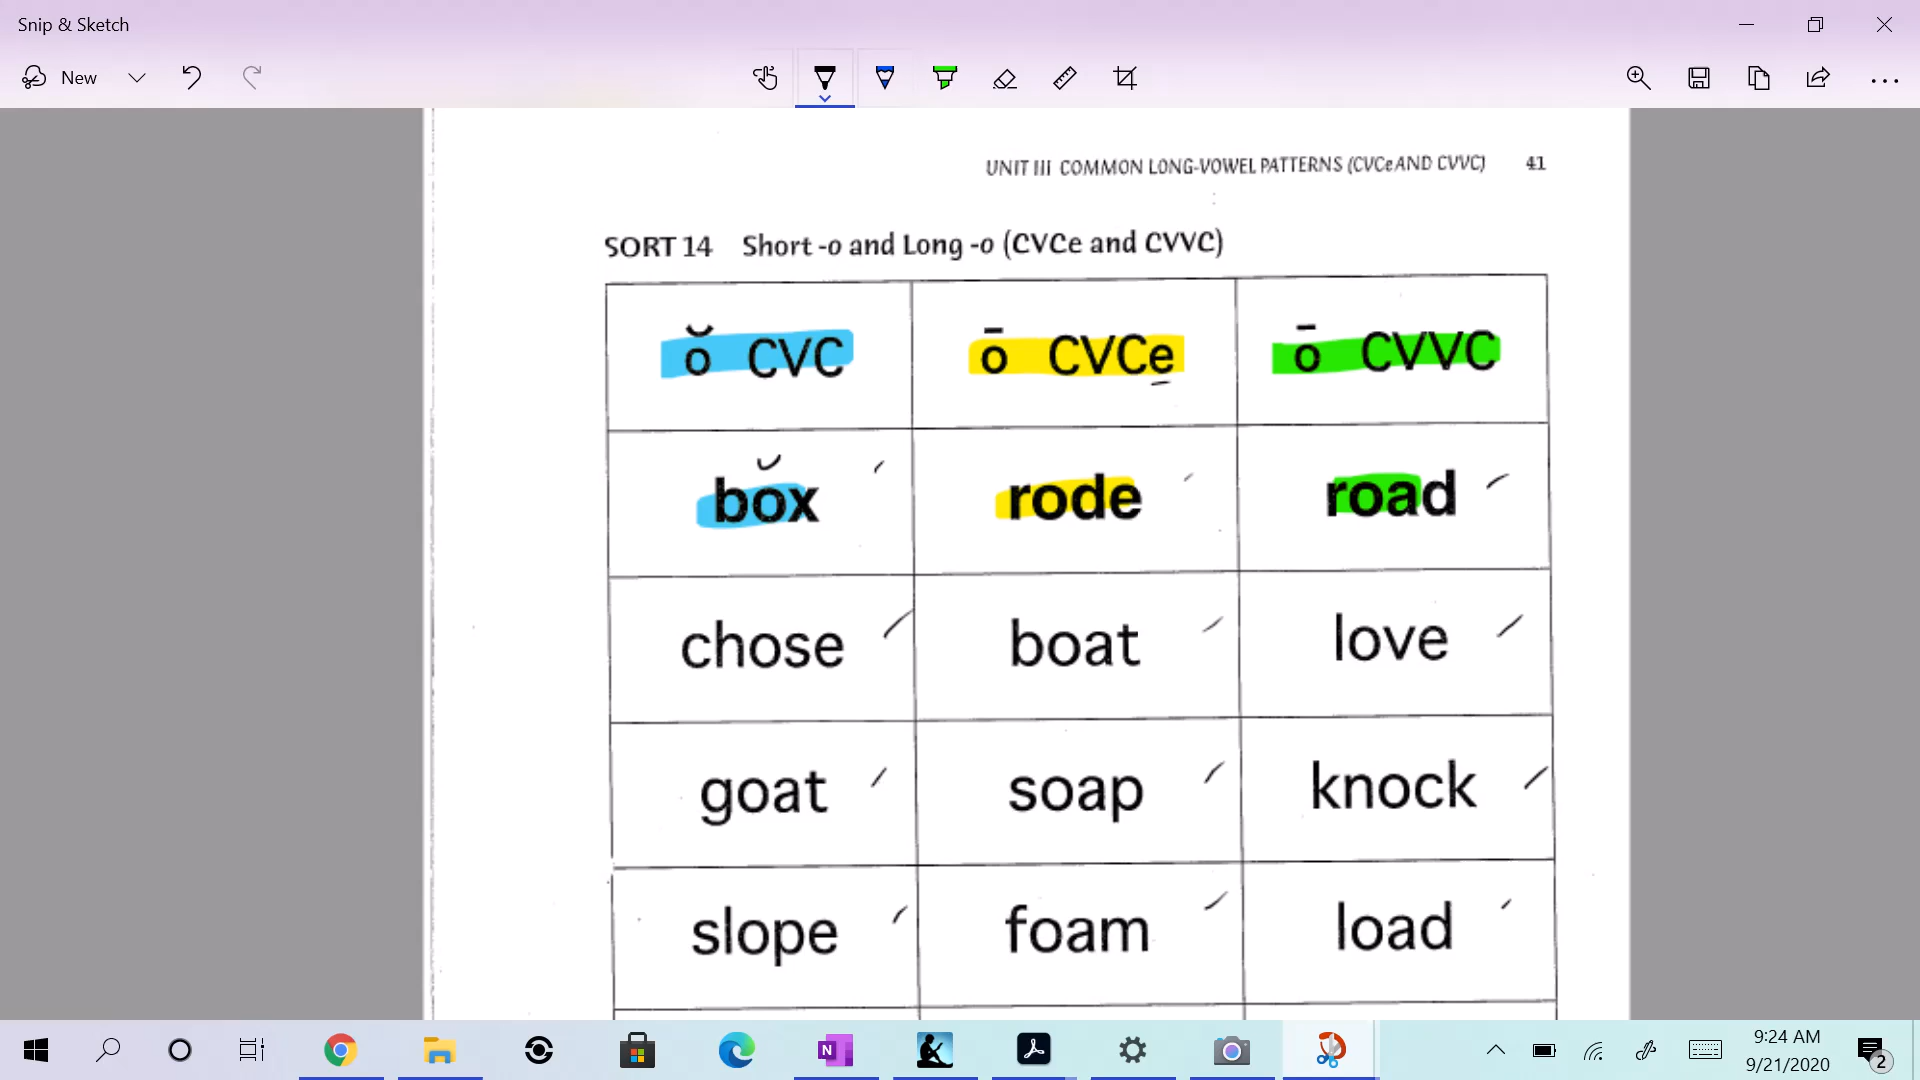 Snip & Sketch
New
UNIT III COMMON LONG-VOWEL PATTERNS (CVCe AND CVVC) 41
SORT 14 Short -o and Long -o (CVCe and CVVC)
ŏ CVC ō CVCe ō CVVC
box rode road
chose boat love
goat soap knock
slope foam load
9:24 AM
9/21/2020
2